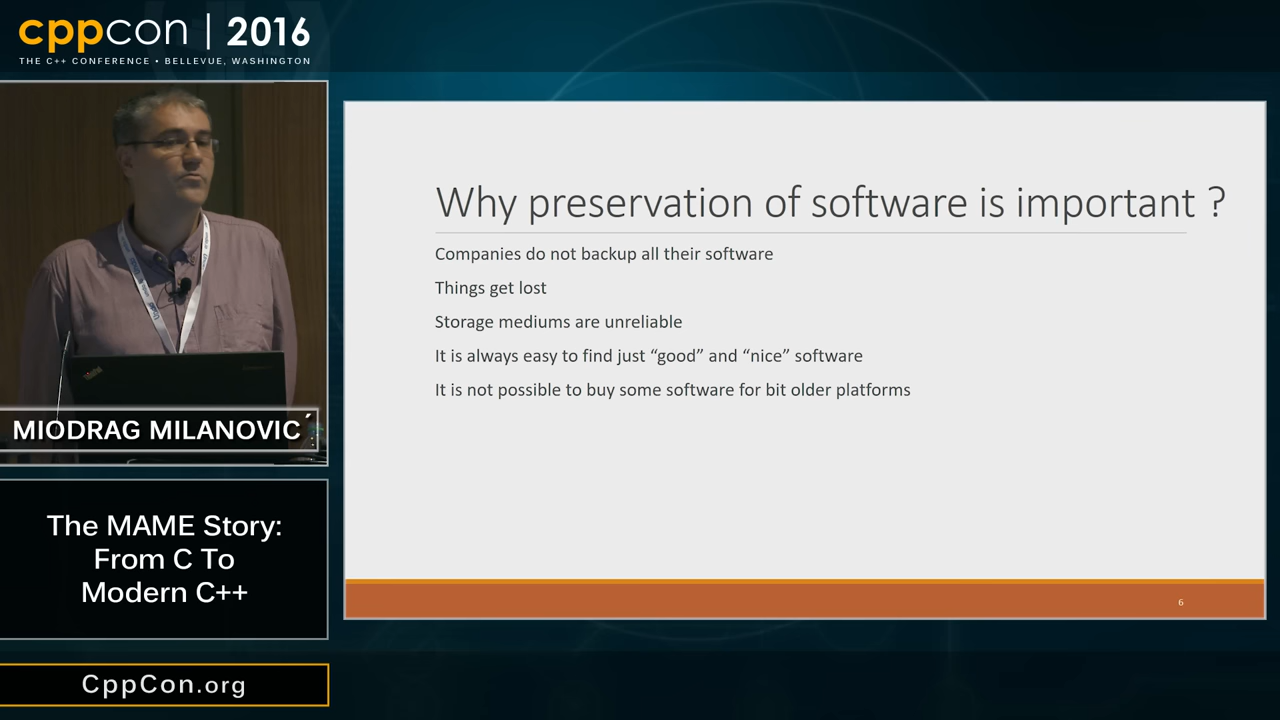 cppcon | 2016
THE C++ CONFERENCE • BELLEVUE, WASHINGTON
MIODRAG MILANOVIC´
The MAME Story:
From C To
Modern C++
CppCon.org
Why preservation of software is important ?
Companies do not backup all their software
Things get lost
Storage mediums are unreliable
It is always easy to find just “good” and “nice” software
It is not possible to buy some software for bit older platforms
6